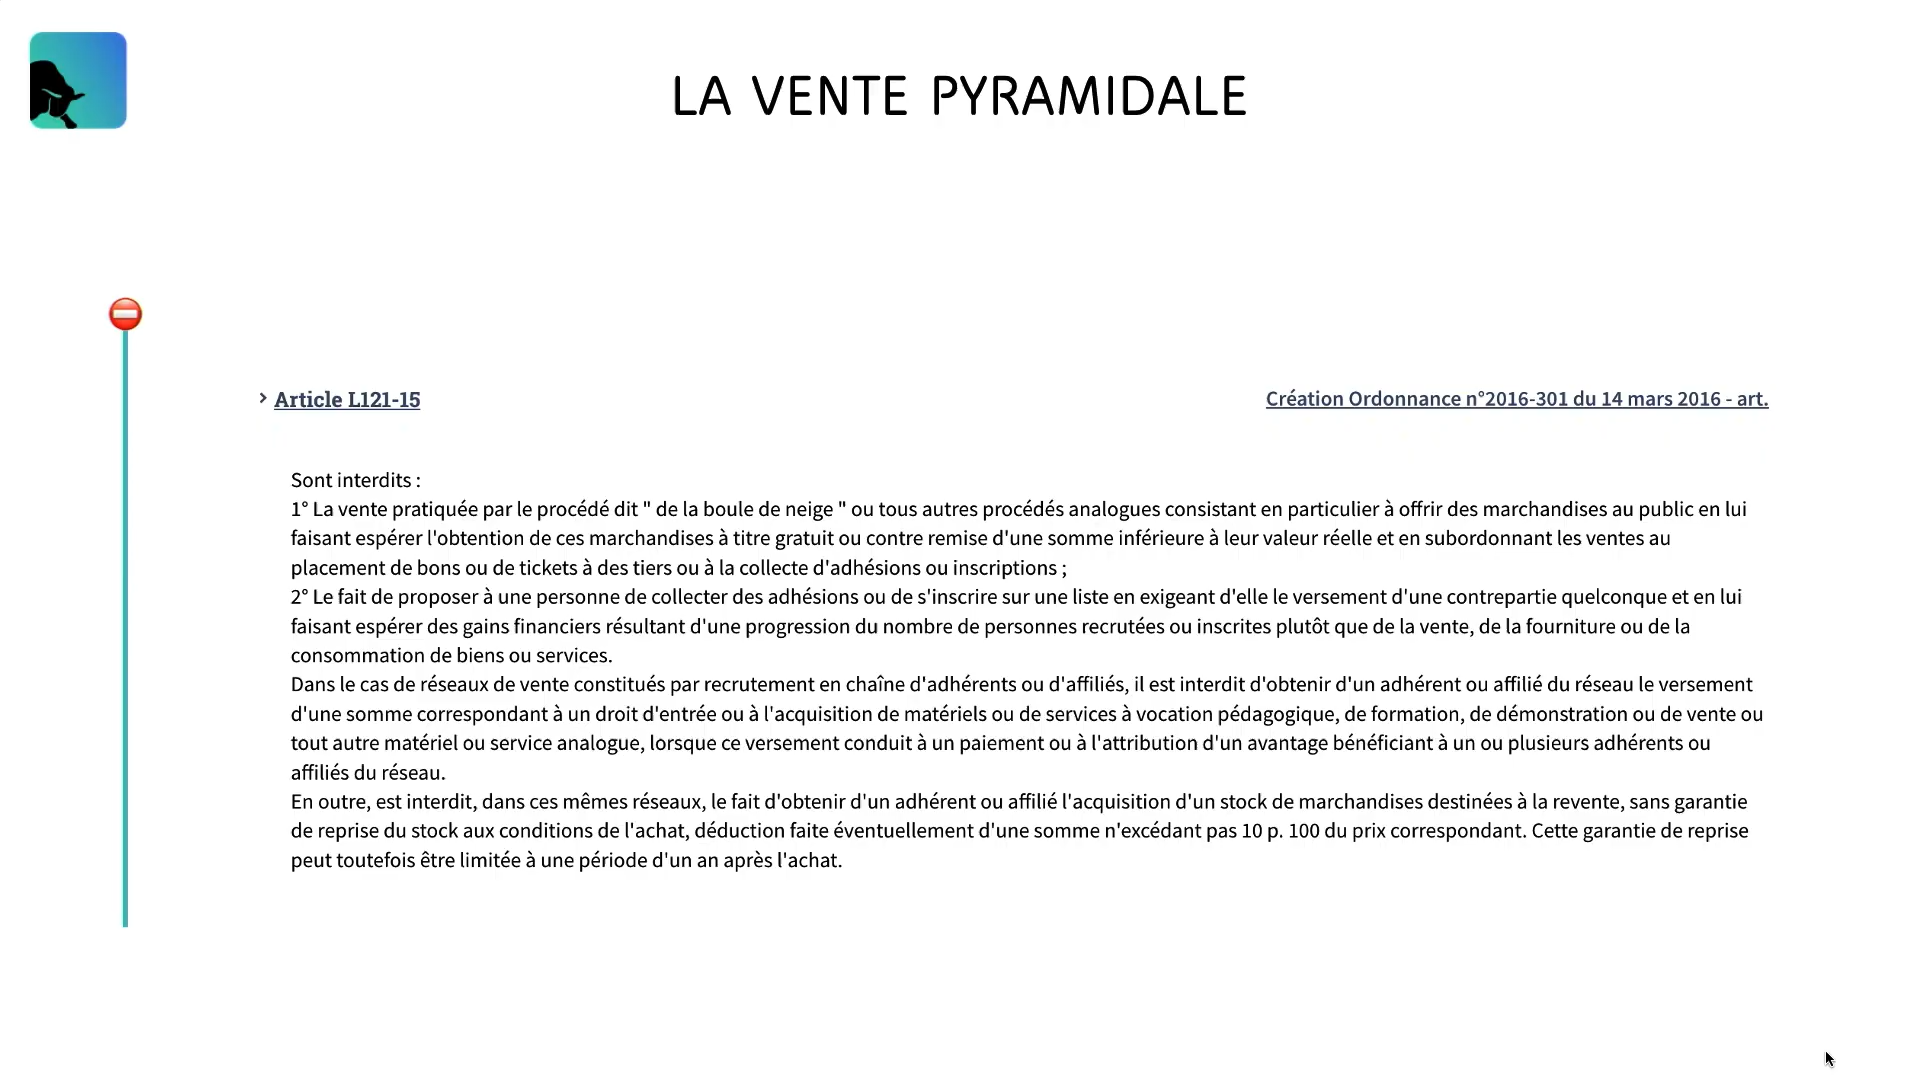 LA VENTE PYRAMIDALE
Article L121-15
Création Ordonnance n°2016-301 du 14 mars 2016 - art.
Sont interdits :
1° La vente pratiquée par le procédé dit " de la boule de neige " ou tous autres procédés analogues consistant en particulier à offrir des marchandises au public en lui
faisant espérer l'obtention de ces marchandises à titre gratuit ou contre remise d'une somme inférieure à leur valeur réelle et en subordonnant les ventes au
placement de bons ou de tickets à des tiers ou à la collecte d'adhésions ou inscriptions ;
2° Le fait de proposer à une personne de collecter des adhésions ou de s'inscrire sur une liste en exigeant d'elle le versement d'une contrepartie quelconque et en lui
faisant espérer des gains financiers résultant d'une progression du nombre de personnes recrutées ou inscrites plutôt que de la vente, de la fourniture ou de la
consommation de biens ou services.
Dans le cas de réseaux de vente constitués par recrutement en chaîne d'adhérents ou d'affiliés, il est interdit d'obtenir d'un adhérent ou affilié du réseau le versement
d'une somme correspondant à un droit d'entrée ou à l'acquisition de matériels ou de services à vocation pédagogique, de formation, de démonstration ou de vente ou
tout autre matériel ou service analogue, lorsque ce versement conduit à un paiement ou à l'attribution d'un avantage bénéficiant à un ou plusieurs adhérents ou
affiliés du réseau.
En outre, est interdit, dans ces mêmes réseaux, le fait d'obtenir d'un adhérent ou affilié l'acquisition d'un stock de marchandises destinées à la revente, sans garantie
de reprise du stock aux conditions de l'achat, déduction faite éventuellement d'une somme n'excédant pas 10 p. 100 du prix correspondant. Cette garantie de reprise
peut toutefois être limitée à une période d'un an après l'achat.